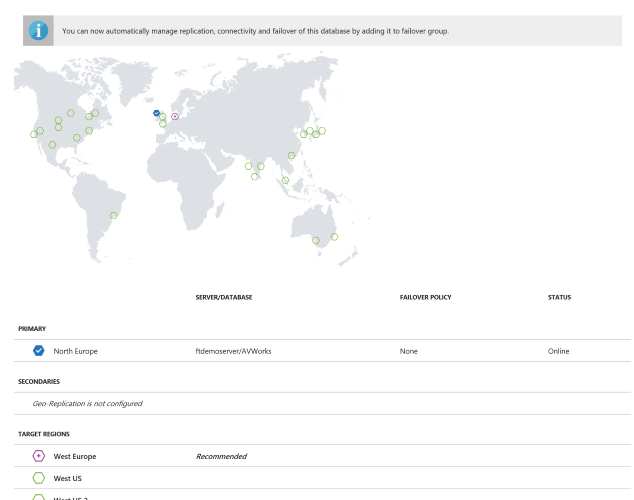 You can now automatically manage replication, connectivity and failover of this database by adding it to failover group.
SERVER/DATABASE FAILOVER POLICY STATUS
PRIMARY
North Europe ftdemoserver/AVWorks None Online
SECONDARIES
Geo-Replication is not configured
TARGET REGIONS
West Europe Recommended
West US
West US 2